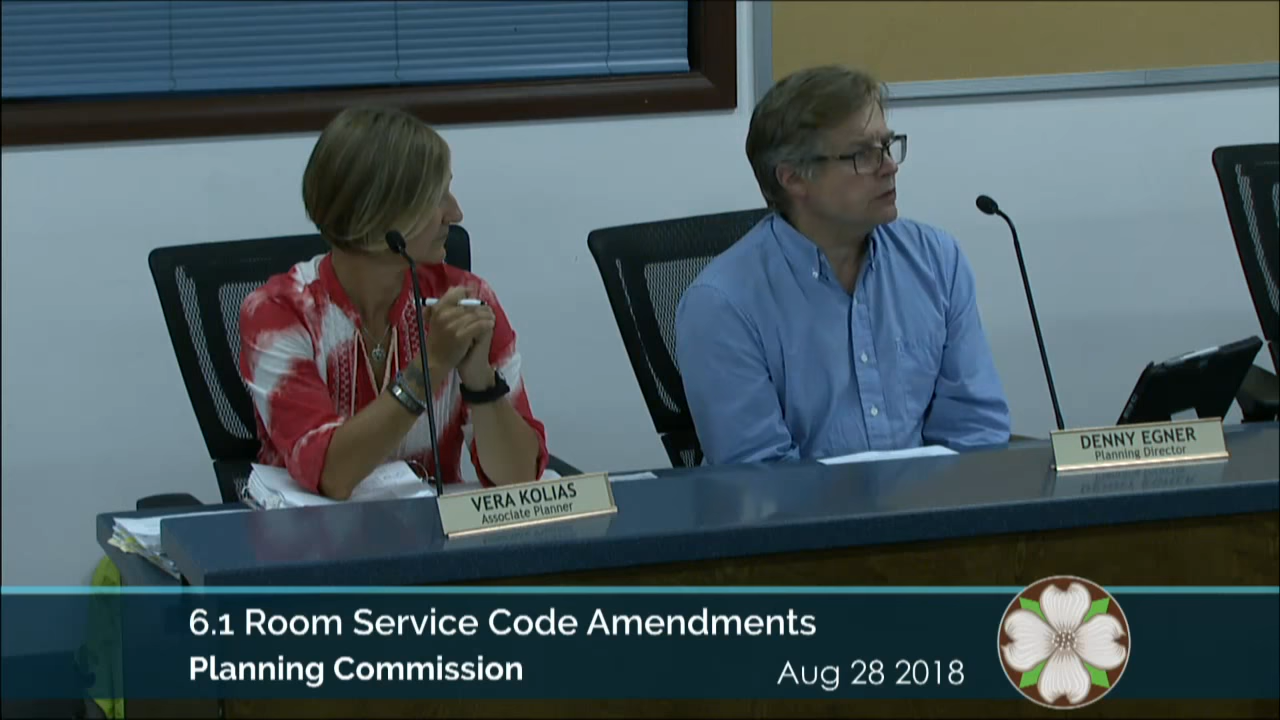 DENNY EGNER
Planning Director
VERA KOLIAS
Associate Planner
6.1 Room Service Code Amendments
Planning Commission
Aug 28 2018